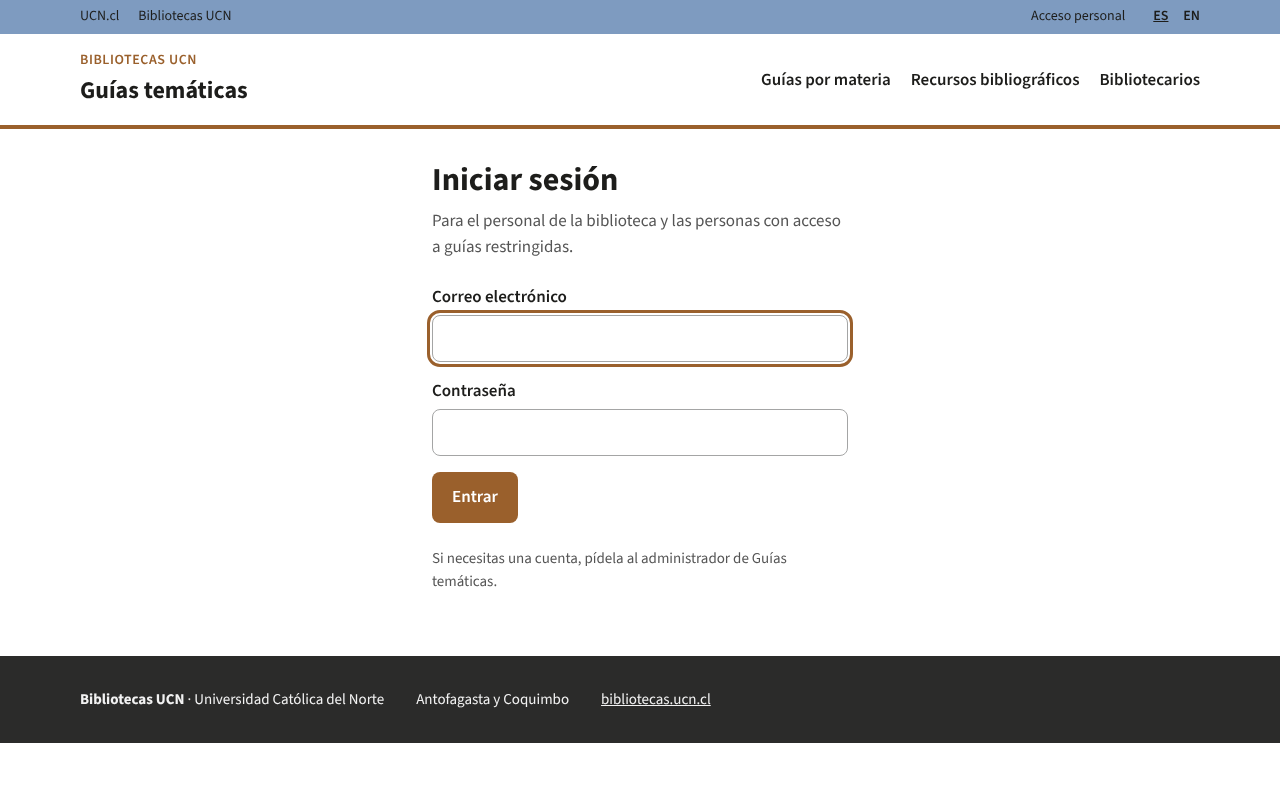 UCN.cl Bibliotecas UCN Acceso personal ES EN
BIBLIOTECAS UCN
Guías temáticas
Guías por materia Recursos bibliográficos Bibliotecarios
Iniciar sesión
Para el personal de la biblioteca y las personas con acceso
a guías restringidas.
Correo electrónico
Contraseña
Entrar
Si necesitas una cuenta, pídela al administrador de Guías
temáticas.
Bibliotecas UCN · Universidad Católica del Norte Antofagasta y Coquimbo bibliotecas.ucn.cl